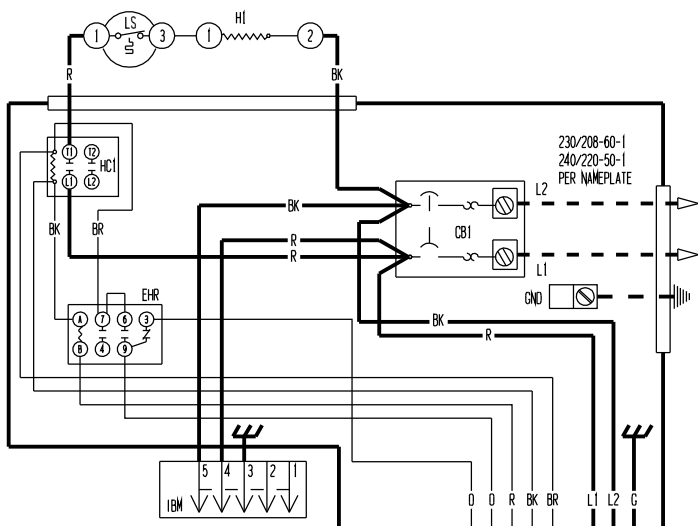 H1
LS
1 3 1 2
R BK
230/208-60-1
240/220-50-1
PER NAMEPLATE
T1 T2
HC1
L1 L2
L2
BK
CB1
BK BR
R
R
L1
EHR
GND
A 7 6 3
BK
R
B 4 9
5 4 3 2 1
IBM
O O R BK BR L1 L2 G